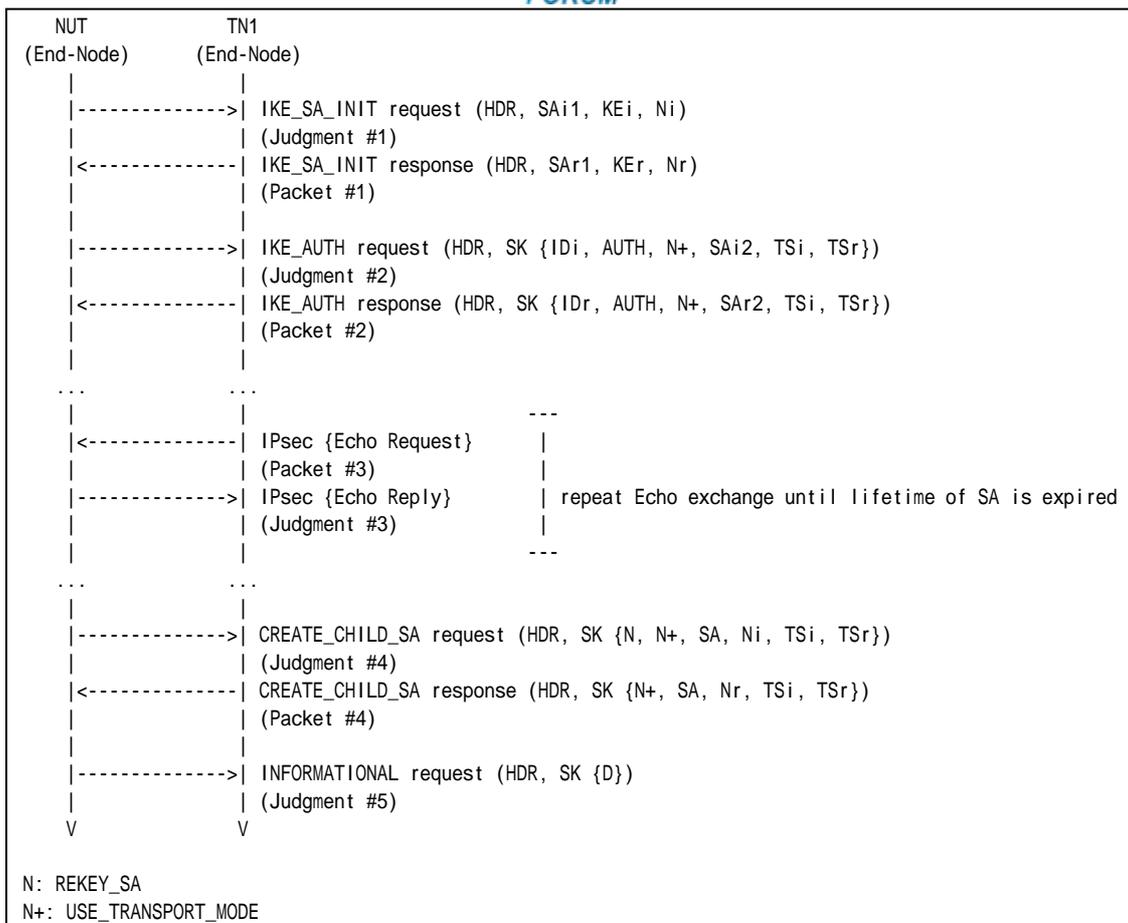 FORUM
NUT TN1
(End-Node) (End-Node)
| |
|-------------->| IKE_SA_INIT request (HDR, SAi1, KEi, Ni)
| | (Judgment #1)
|<--------------| IKE_SA_INIT response (HDR, SAr1, KEr, Nr)
| | (Packet #1)
| |
|-------------->| IKE_AUTH request (HDR, SK {IDi, AUTH, N+, SAi2, TSi, TSr})
| | (Judgment #2)
|<--------------| IKE_AUTH response (HDR, SK {IDr, AUTH, N+, SAr2, TSi, TSr})
| | (Packet #2)
| |
... ...
| | ---
|<--------------| IPsec {Echo Request} |
| | (Packet #3) |
|-------------->| IPsec {Echo Reply} | repeat Echo exchange until lifetime of SA is expired
| | (Judgment #3) |
| | ---
... ...
| |
|-------------->| CREATE_CHILD_SA request (HDR, SK {N, N+, SA, Ni, TSi, TSr})
| | (Judgment #4)
|<--------------| CREATE_CHILD_SA response (HDR, SK {N+, SA, Nr, TSi, TSr})
| | (Packet #4)
| |
|-------------->| INFORMATIONAL request (HDR, SK {D})
| | (Judgment #5)
V V
N: REKEY_SA
N+: USE_TRANSPORT_MODE